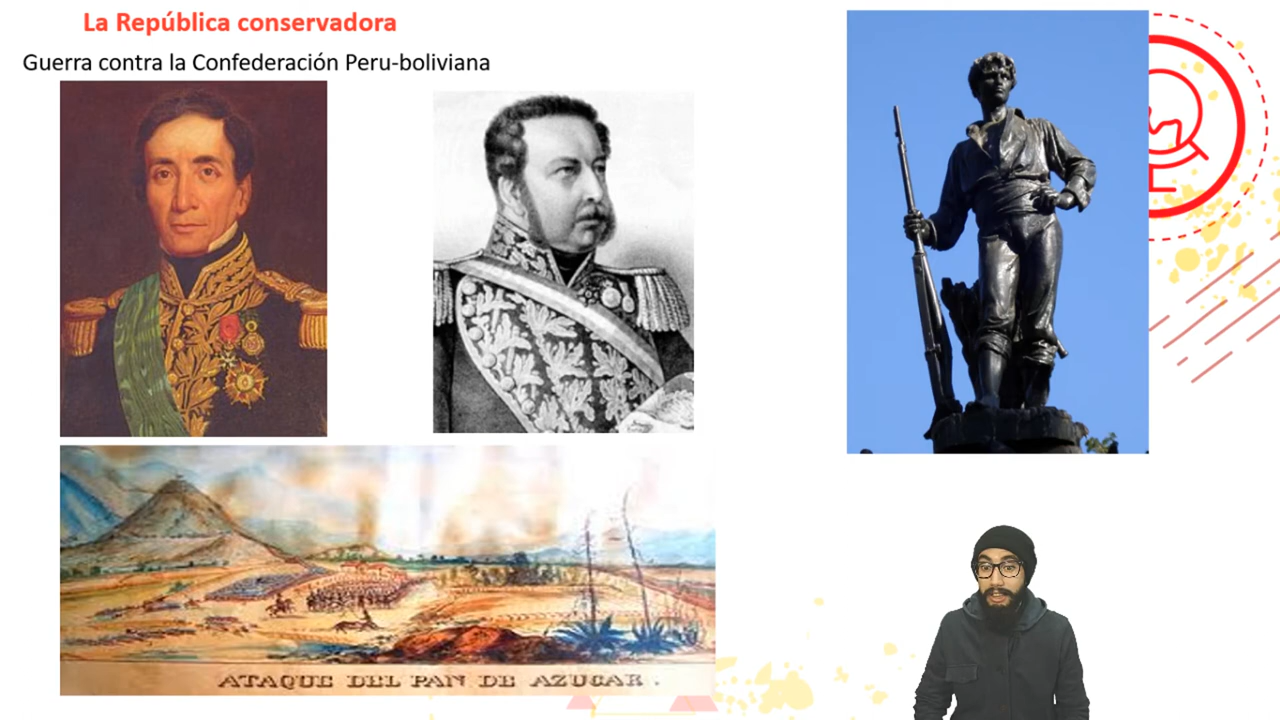 La República conservadora
Guerra contra la Confederación Peru-boliviana
ATAQUE DEL PAN DE AZUCAR.